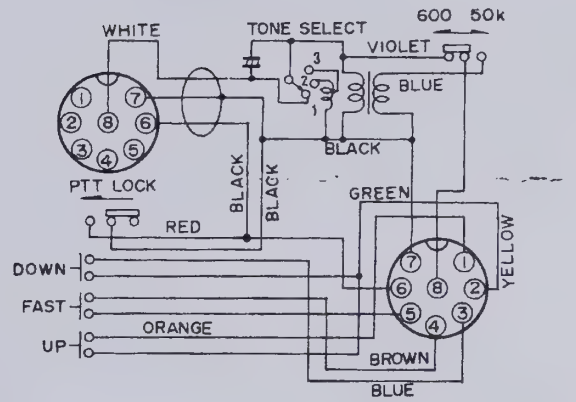 600 50k
WHITE
TONE SELECT
VIOLET
3
2
1
BLUE
1
7
2
8
6
3
4
5
BLACK
PTT LOCK
BLACK
BLACK
GREEN
RED
YELLOW
DOWN
7
1
6
8
2
FAST
5
4
3
ORANGE
UP
BROWN
BLUE